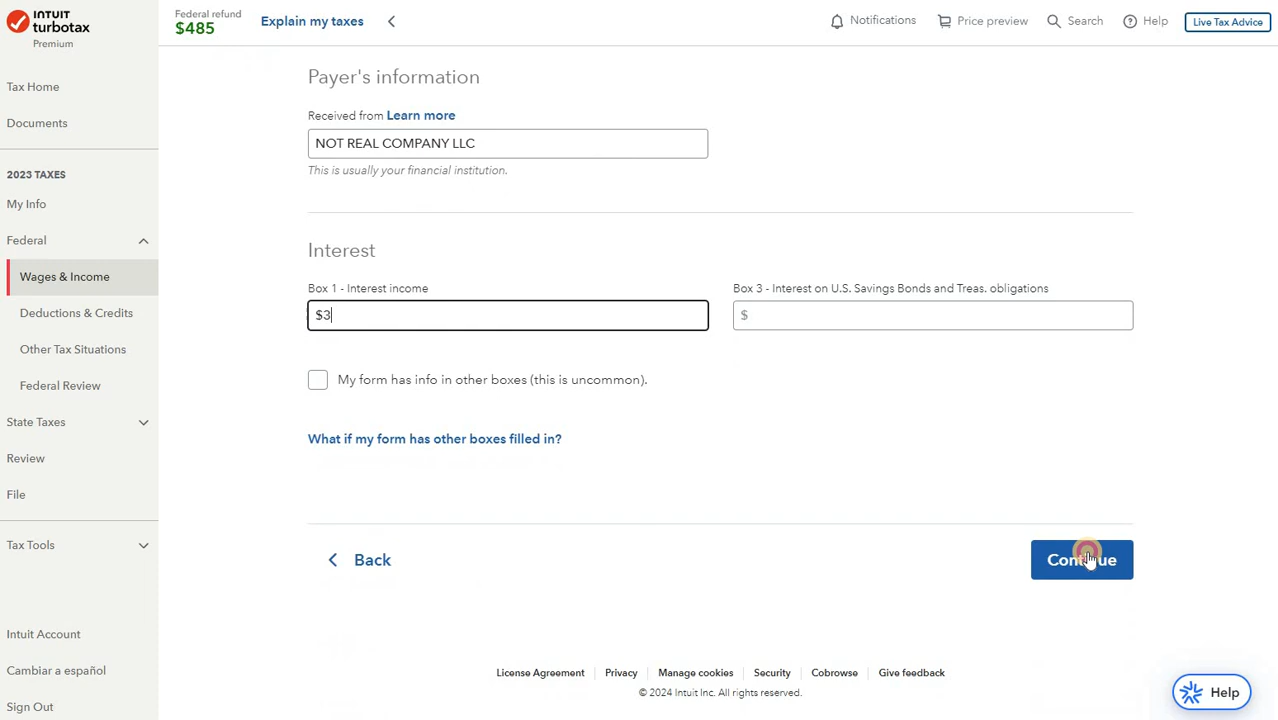 INTUIT
turbotax
Premium
Federal refund
$485
Explain my taxes
Notifications
Price preview
Search
Help
Live Tax Advice
Tax Home
Documents
2023 TAXES
My Info
Federal
Wages & Income
Deductions & Credits
Other Tax Situations
Federal Review
State Taxes
Review
File
Tax Tools
Intuit Account
Cambiar a español
Sign Out
Payer's information
Received from Learn more
NOT REAL COMPANY LLC
This is usually your financial institution.
Interest
Box 1 - Interest income
$3
Box 3 - Interest on U.S. Savings Bonds and Treas. obligations
$
My form has info in other boxes (this is uncommon).
What if my form has other boxes filled in?
Back
Continue
License Agreement
Privacy
Manage cookies
Security
Cobrowse
Give feedback
© 2024 Intuit Inc. All rights reserved.
Help